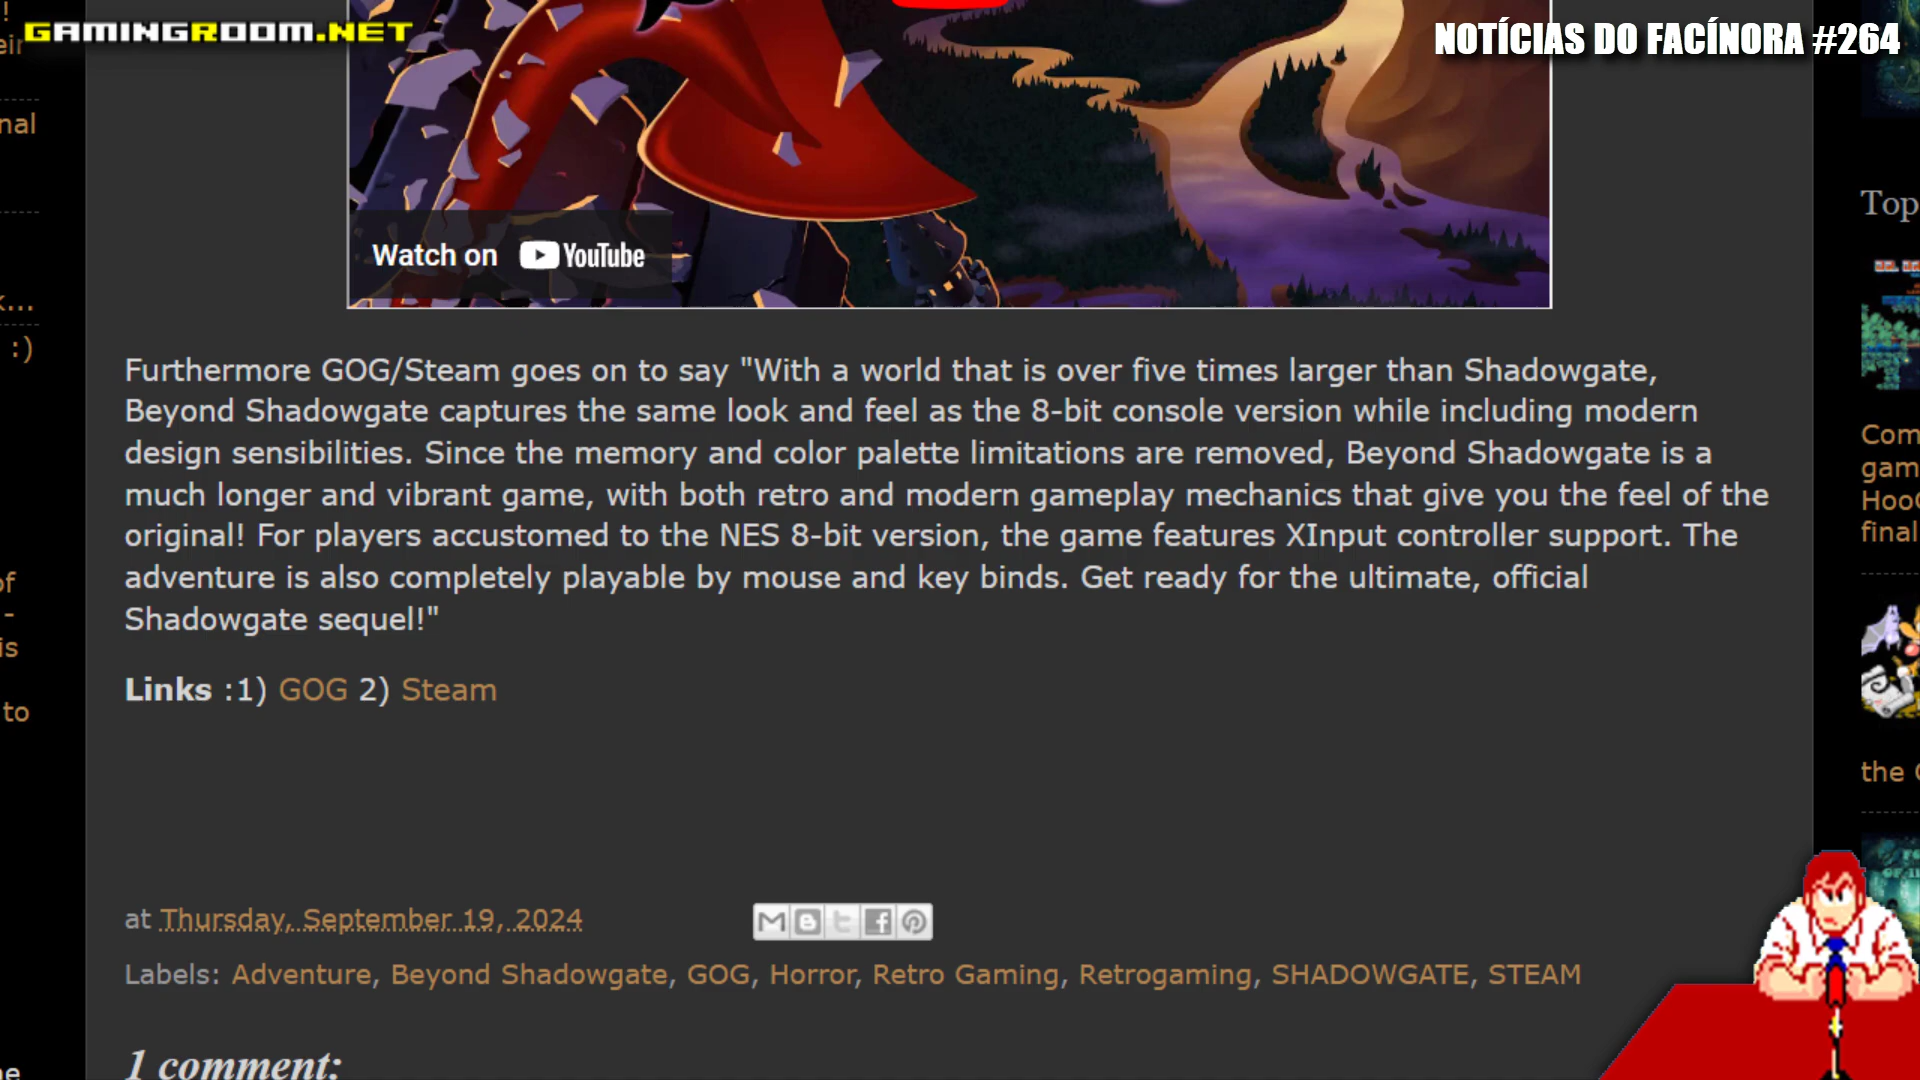 GAMINGROOM.NET
NOTÍCIAS DO FACÍNORA #264
nal
k...
:)
of
-
is
to
Watch on YouTube
Furthermore GOG/Steam goes on to say "With a world that is over five times larger than Shadowgate,
Beyond Shadowgate captures the same look and feel as the 8-bit console version while including modern
design sensibilities. Since the memory and color palette limitations are removed, Beyond Shadowgate is a
much longer and vibrant game, with both retro and modern gameplay mechanics that give you the feel of the
original! For players accustomed to the NES 8-bit version, the game features XInput controller support. The
adventure is also completely playable by mouse and key binds. Get ready for the ultimate, official
Shadowgate sequel!"
Links :1) GOG 2) Steam
at Thursday, September 19, 2024
Labels: Adventure, Beyond Shadowgate, GOG, Horror, Retro Gaming, Retrogaming, SHADOWGATE, STEAM
1 comment:
Top
Com
gam
Hoo
final
the